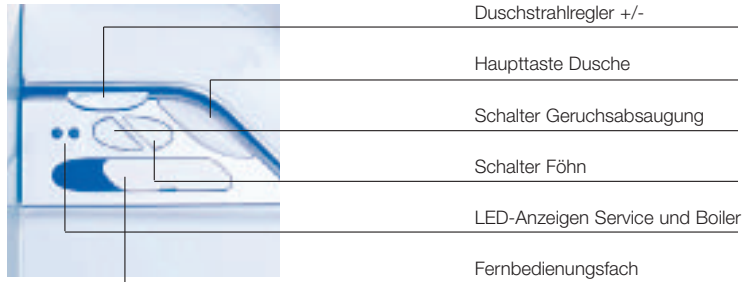 Duschstrahlregler +/-
Haupttaste Dusche
Schalter Geruchsabsaugung
Schalter Föhn
LED-Anzeigen Service und Boiler
Fernbedienungsfach